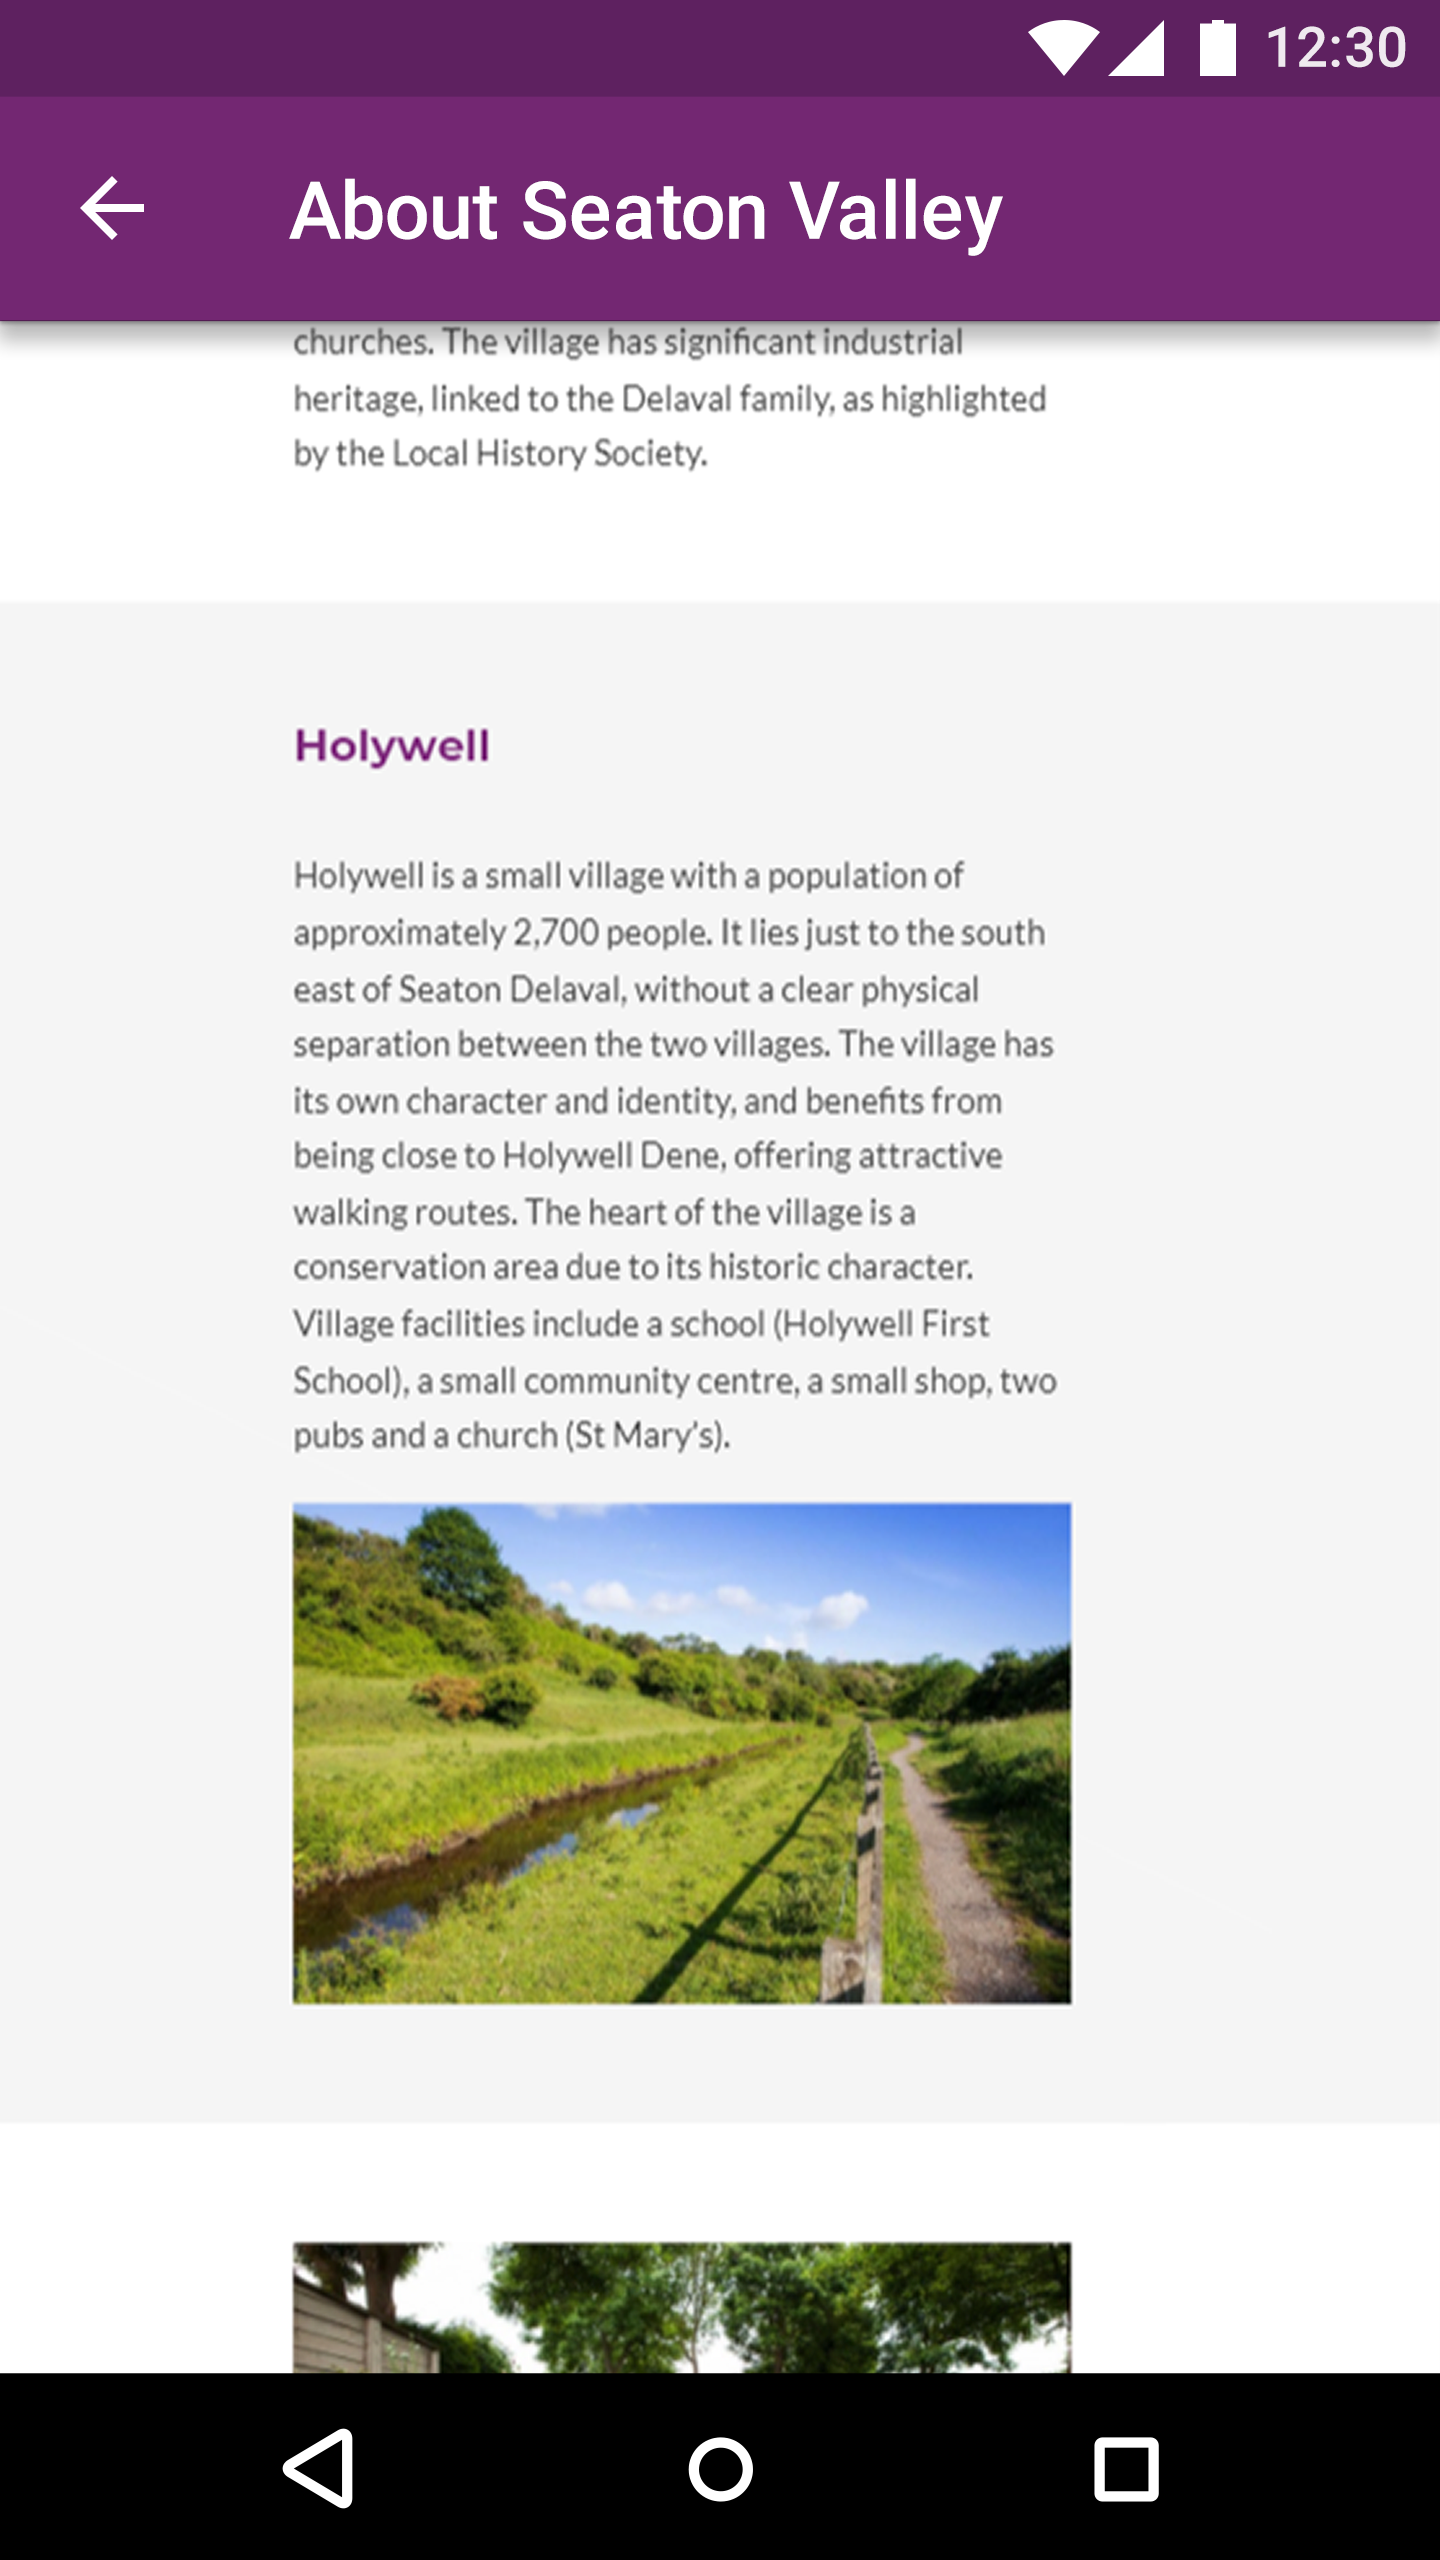 12:30
About Seaton Valley
churches. The village has significant industrial
heritage, linked to the Delaval family, as highlighted
by the Local History Society.
Holywell
Holywell is a small village with a population of
approximately 2,700 people. It lies just to the south
east of Seaton Delaval, without a clear physical
separation between the two villages. The village has
its own character and identity, and benefits from
being close to Holywell Dene, offering attractive
walking routes. The heart of the village is a
conservation area due to its historic character.
Village facilities include a school (Holywell First
School), a small community centre, a small shop, two
pubs and a church (St Mary's).